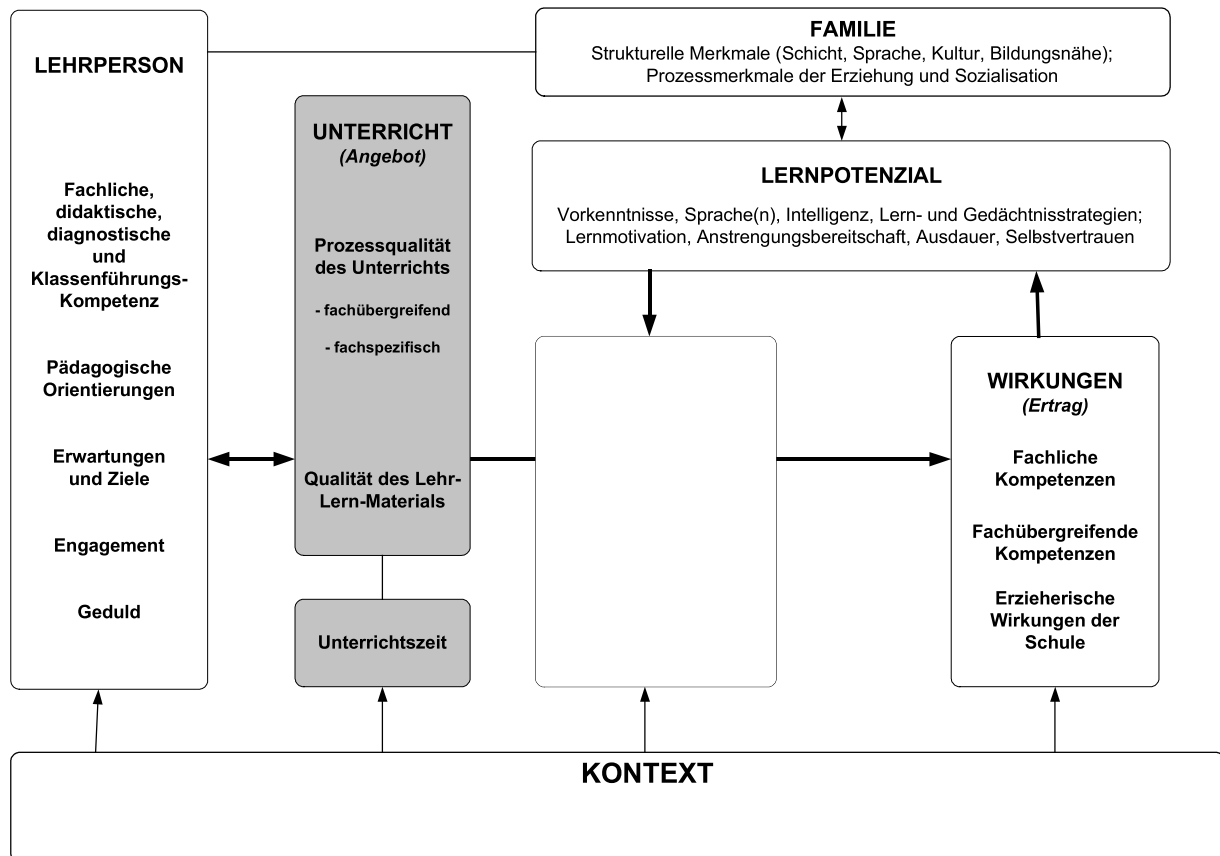 LEHRPERSON
Fachliche,
didaktische,
diagnostische
und
Klassenführungs-
Kompetenz
Pädagogische
Orientierungen
Erwartungen
und Ziele
Engagement
Geduld
UNTERRICHT
(Angebot)
Prozessqualität
des Unterrichts
- fachübergreifend
- fachspezifisch
Qualität des Lehr-
Lern-Materials
Unterrichtszeit
FAMILIE
Strukturelle Merkmale (Schicht, Sprache, Kultur, Bildungsnähe);
Prozessmerkmale der Erziehung und Sozialisation
LERNPOTENZIAL
Vorkenntnisse, Sprache(n), Intelligenz, Lern- und Gedächtnisstrategien;
Lernmotivation, Anstrengungsbereitschaft, Ausdauer, Selbstvertrauen
WIRKUNGEN
(Ertrag)
Fachliche
Kompetenzen
Fachübergreifende
Kompetenzen
Erzieherische
Wirkungen der
Schule
KONTEXT